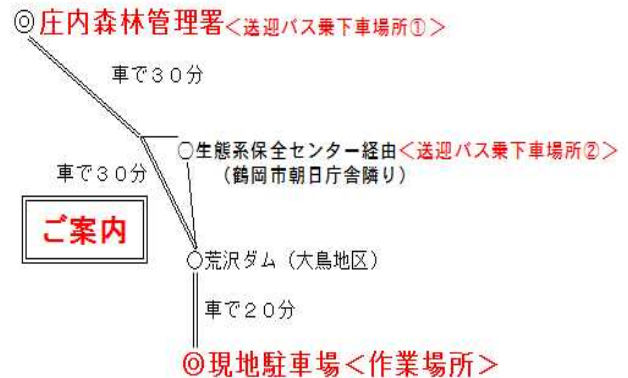 ◎庄内森林管理署<送迎バス乗下車場所①>
車で３０分
○生態系保全センター経由<送迎バス乗下車場所②>
（鶴岡市朝日庁舎隣り）
車で３０分
ご案内
○荒沢ダム（大鳥地区）
車で２０分
◎現地駐車場＜作業場所＞